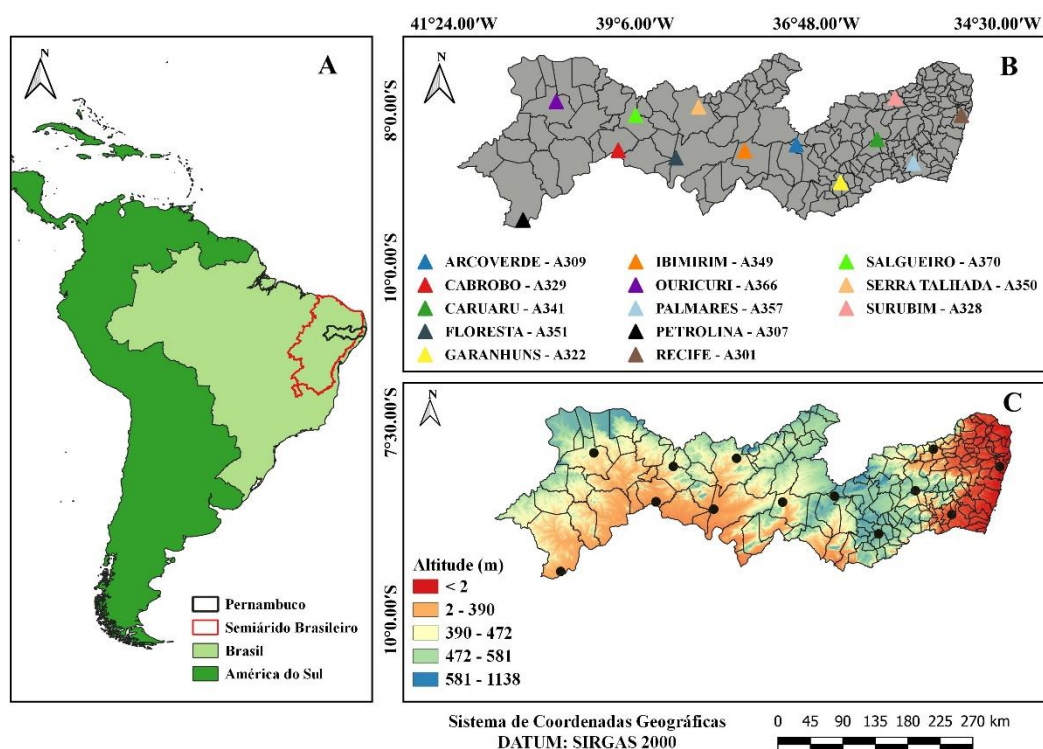 41°24.00′W 39°6.00′W 36°48.00′W 34°30.00′W
N
A
Pernambuco
Semiárido Brasileiro
Brasil
América do Sul
8°0.00′S
10°0.00′S
N
B
ARCOVERDE - A309
CABROBO - A329
CARUARU - A341
FLORESTA - A351
GARANHUNS - A322
IBIMIRIM - A349
OURICURI - A366
PALMARES - A357
PETROLINA - A307
RECIFE - A301
SALGUEIRO - A370
SERRA TALHADA - A350
SURUBIM - A328
7°30.00′S
10°0.00′S
N
C
Altitude (m)
< 2
2 - 390
390 - 472
472 - 581
581 - 1138
Sistema de Coordenadas Geográficas
DATUM: SIRGAS 2000
0 45 90 135 180 225 270 km